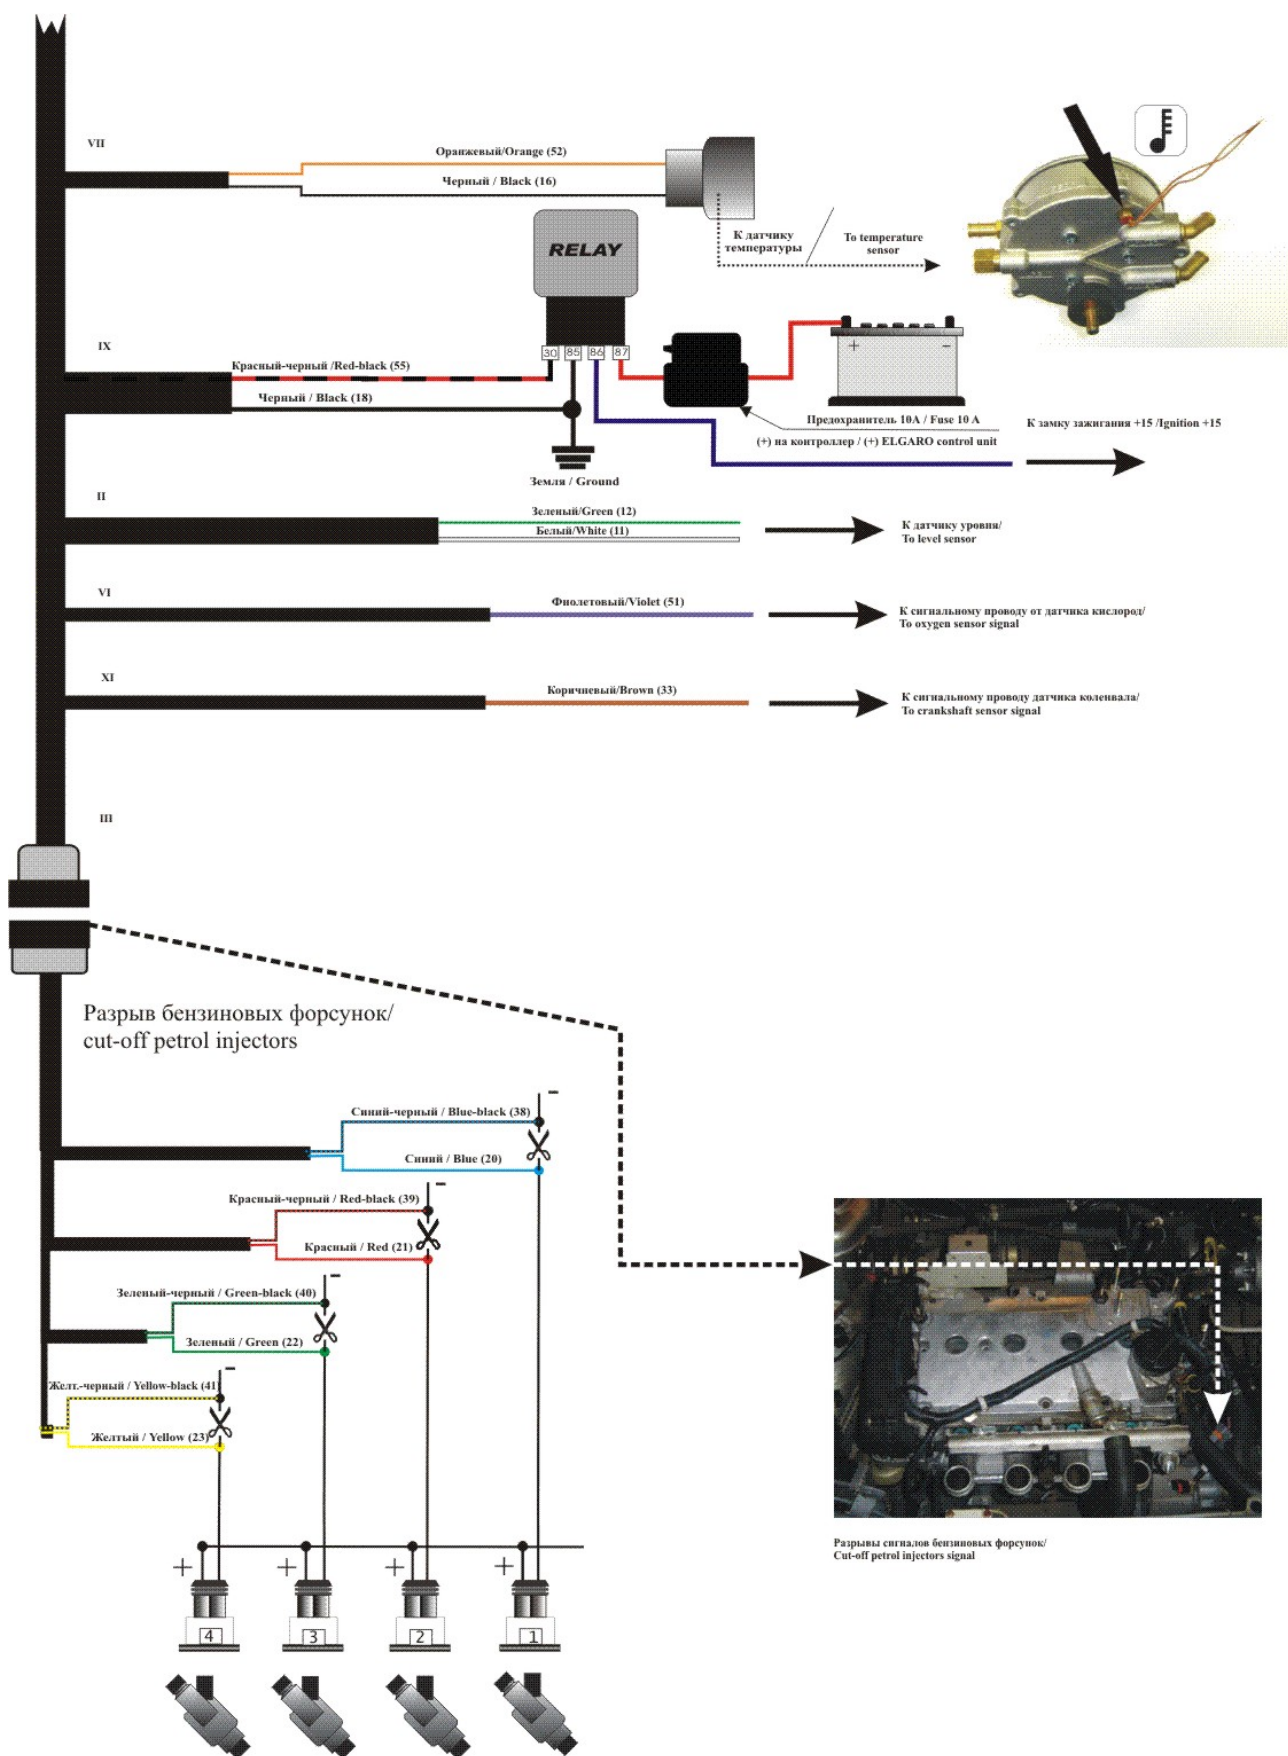 VII
Оранжевый/Orange (52)
Черный / Black (16)
К датчику
температуры
To temperature
sensor
RELAY
IX
30 85 86 87
Красный-черный /Red-black (55)
Черный / Black (18)
+ −
Предохранитель 10А / Fuse 10 A
(+) на контроллер / (+) ELGARO control unit
К замку зажигания +15 /Ignition +15
Земля / Ground
II
Зеленый/Green (12)
Белый/White (11)
К датчику уровня/
To level sensor
VI
Фиолетовый/Violet (51)
К сигнальному проводу от датчика кислород/
To oxygen sensor signal
XI
Коричневый/Brown (33)
К сигнальному проводу датчика коленвала/
To crankshaft sensor signal
III
Разрыв бензиновых форсунок/
cut-off petrol injectors
−
Синий-черный / Blue-black (38)
Синий / Blue (20)
−
Красный-черный / Red-black (39)
Красный / Red (21)
−
Зеленый-черный / Green-black (40)
Зеленый / Green (22)
−
Желт.-черный / Yellow-black (41)
Желтый / Yellow (23)
Разрывы сигналов бензиновых форсунок/
Cut-off petrol injectors signal
+ + + +
4 3 2 1